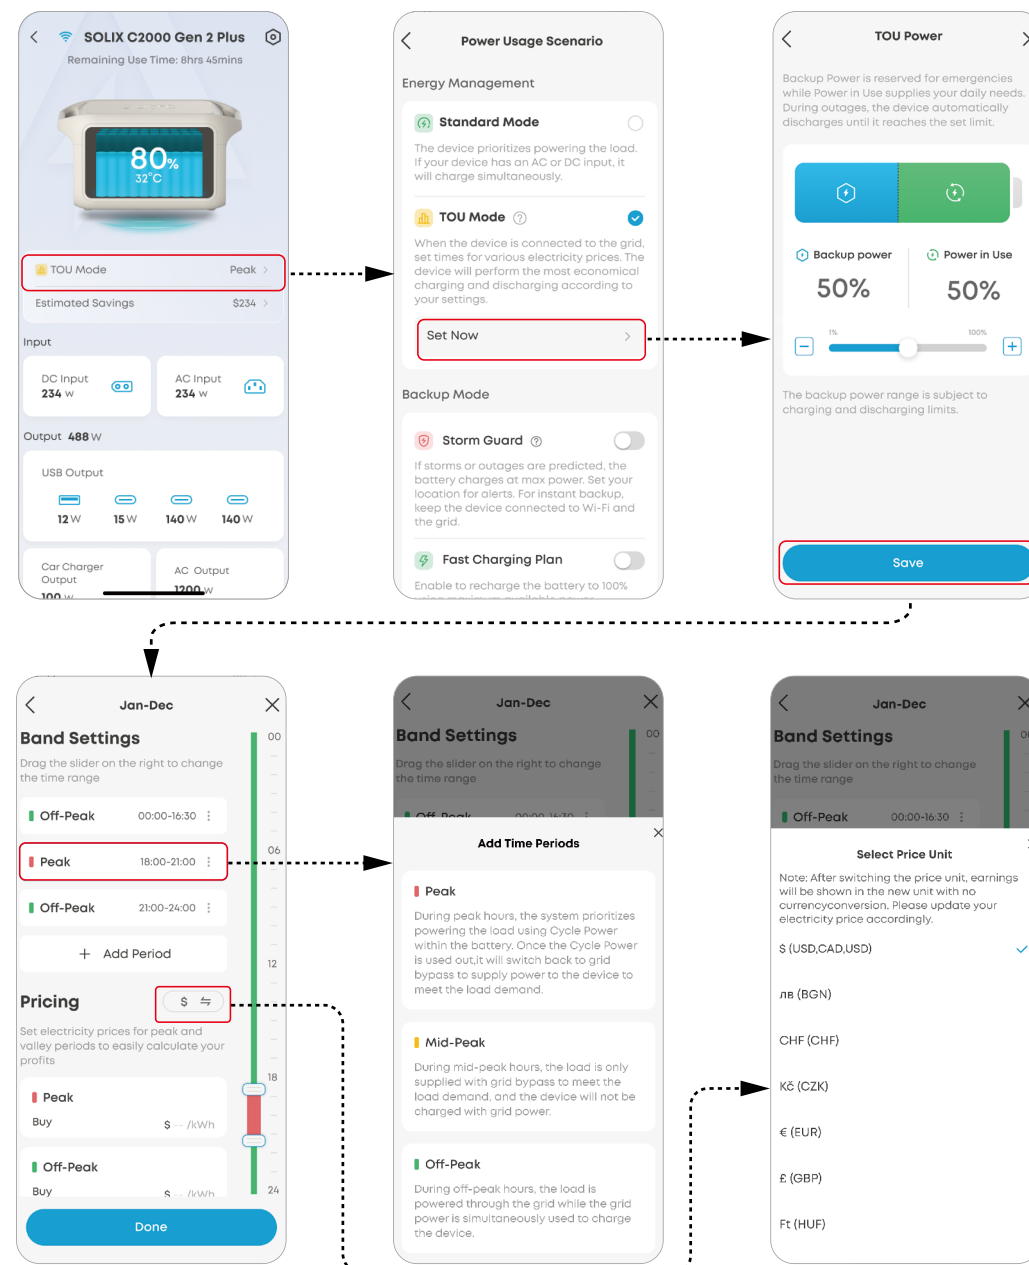 SOLIX C2000 Gen 2 Plus
Remaining Use Time: 8hrs 45mins
80%
32°C
TOU Mode Peak
Estimated Savings $234
Input
DC Input
234 W
AC Input
234 W
Output 488 W
USB Output
12 W 15 W 140 W 140 W
Car Charger
Output
100 W
AC Output
1200 W
Power Usage Scenario
Energy Management
Standard Mode
The device prioritizes powering the load.
If your device has an AC or DC input, it
will charge simultaneously.
TOU Mode
When the device is connected to the grid,
set times for various electricity prices. The
device will perform the most economical
charging and discharging according to
your settings.
Set Now
Backup Mode
Storm Guard
If storms or outages are predicted, the
battery charges at max power. Set your
location for alerts. For instant backup,
keep the device connected to Wi-Fi and
the grid.
Fast Charging Plan
Enable to recharge the battery to 100%
using maximum available power
TOU Power
Backup Power is reserved for emergencies
while Power in Use supplies your daily needs.
During outages, the device automatically
discharges until it reaches the set limit.
Backup power
50%
Power in Use
50%
1% 100%
The backup power range is subject to
charging and discharging limits.
Save
Jan-Dec
Band Settings
Drag the slider on the right to change
the time range
Off-Peak 00:00-16:30
Peak 18:00-21:00
Off-Peak 21:00-24:00
+ Add Period
Pricing $
Set electricity prices for peak and
valley periods to easily calculate your
profits
Peak
Buy $ -- /kWh
Off-Peak
Buy $ -- /kWh
Done
00
06
12
18
24
Jan-Dec
Band Settings
Drag the slider on the right to change
the time range
00
Off-Peak 00:00-16:30
Add Time Periods
Peak
During peak hours, the system prioritizes
powering the load using Cycle Power
within the battery. Once the Cycle Power
is used out,it will switch back to grid
bypass to supply power to the device to
meet the load demand.
Mid-Peak
During mid-peak hours, the load is only
supplied with grid bypass to meet the
load demand, and the device will not be
charged with grid power.
Off-Peak
During off-peak hours, the load is
powered through the grid while the grid
power is simultaneously used to charge
the device.
Jan-Dec
Band Settings
Drag the slider on the right to change
the time range
Off-Peak 00:00-16:30
Select Price Unit
Note: After switching the price unit, earnings
will be shown in the new unit with no
currencyconversion. Please update your
electricity price accordingly.
$ (USD,CAD,USD)
лв (BGN)
CHF (CHF)
Kč (CZK)
€ (EUR)
£ (GBP)
Ft (HUF)